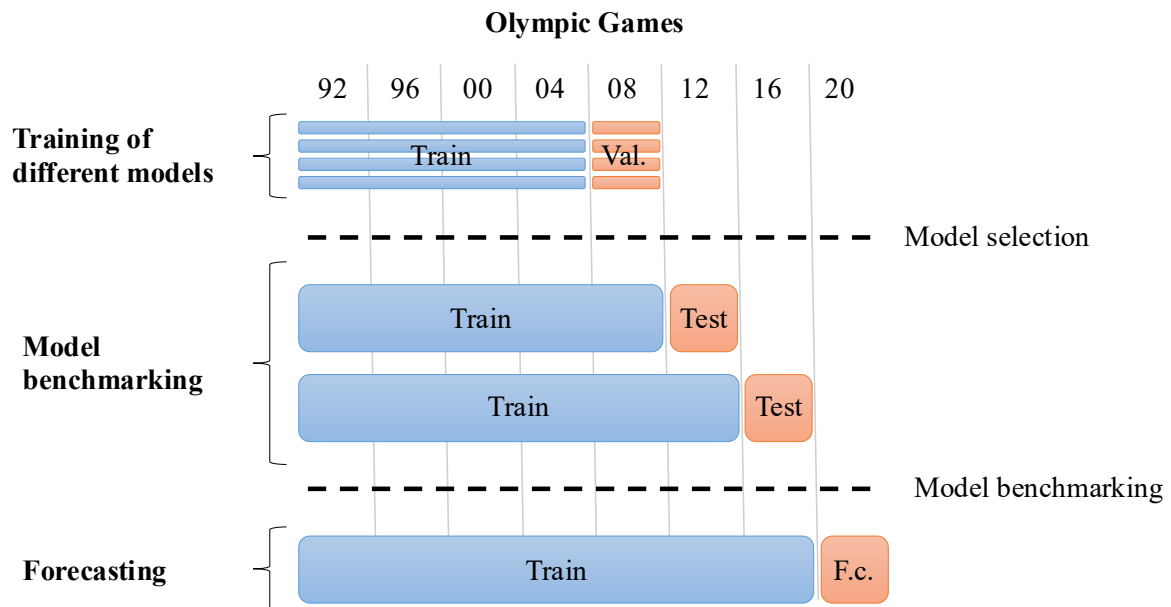 Olympic Games
92 96 00 04 08 12 16 20
Training of
different models
Train Val.
Model selection
Model
benchmarking
Train Test
Train Test
Model benchmarking
Forecasting
Train F.c.